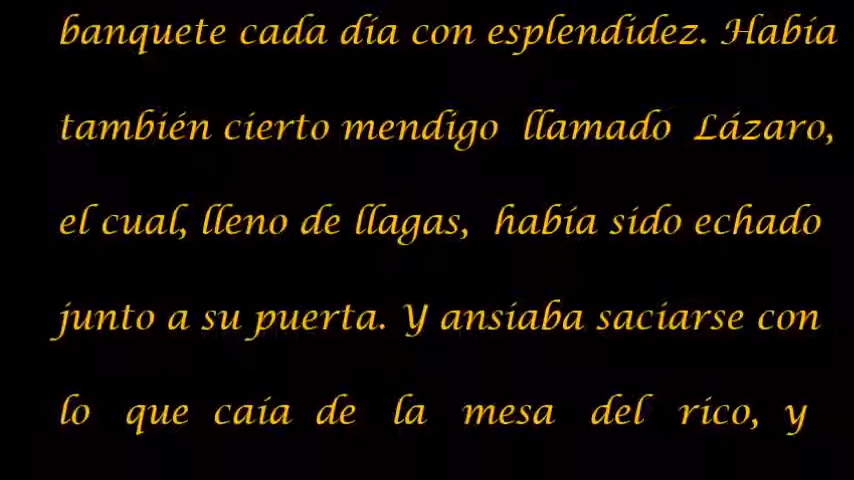 banquete cada día con esplendidez. Había
también cierto mendigo llamado Lázaro,
el cual, lleno de llagas, había sido echado
junto a su puerta. Y ansiaba saciarse con
lo que caía de la mesa del rico, y